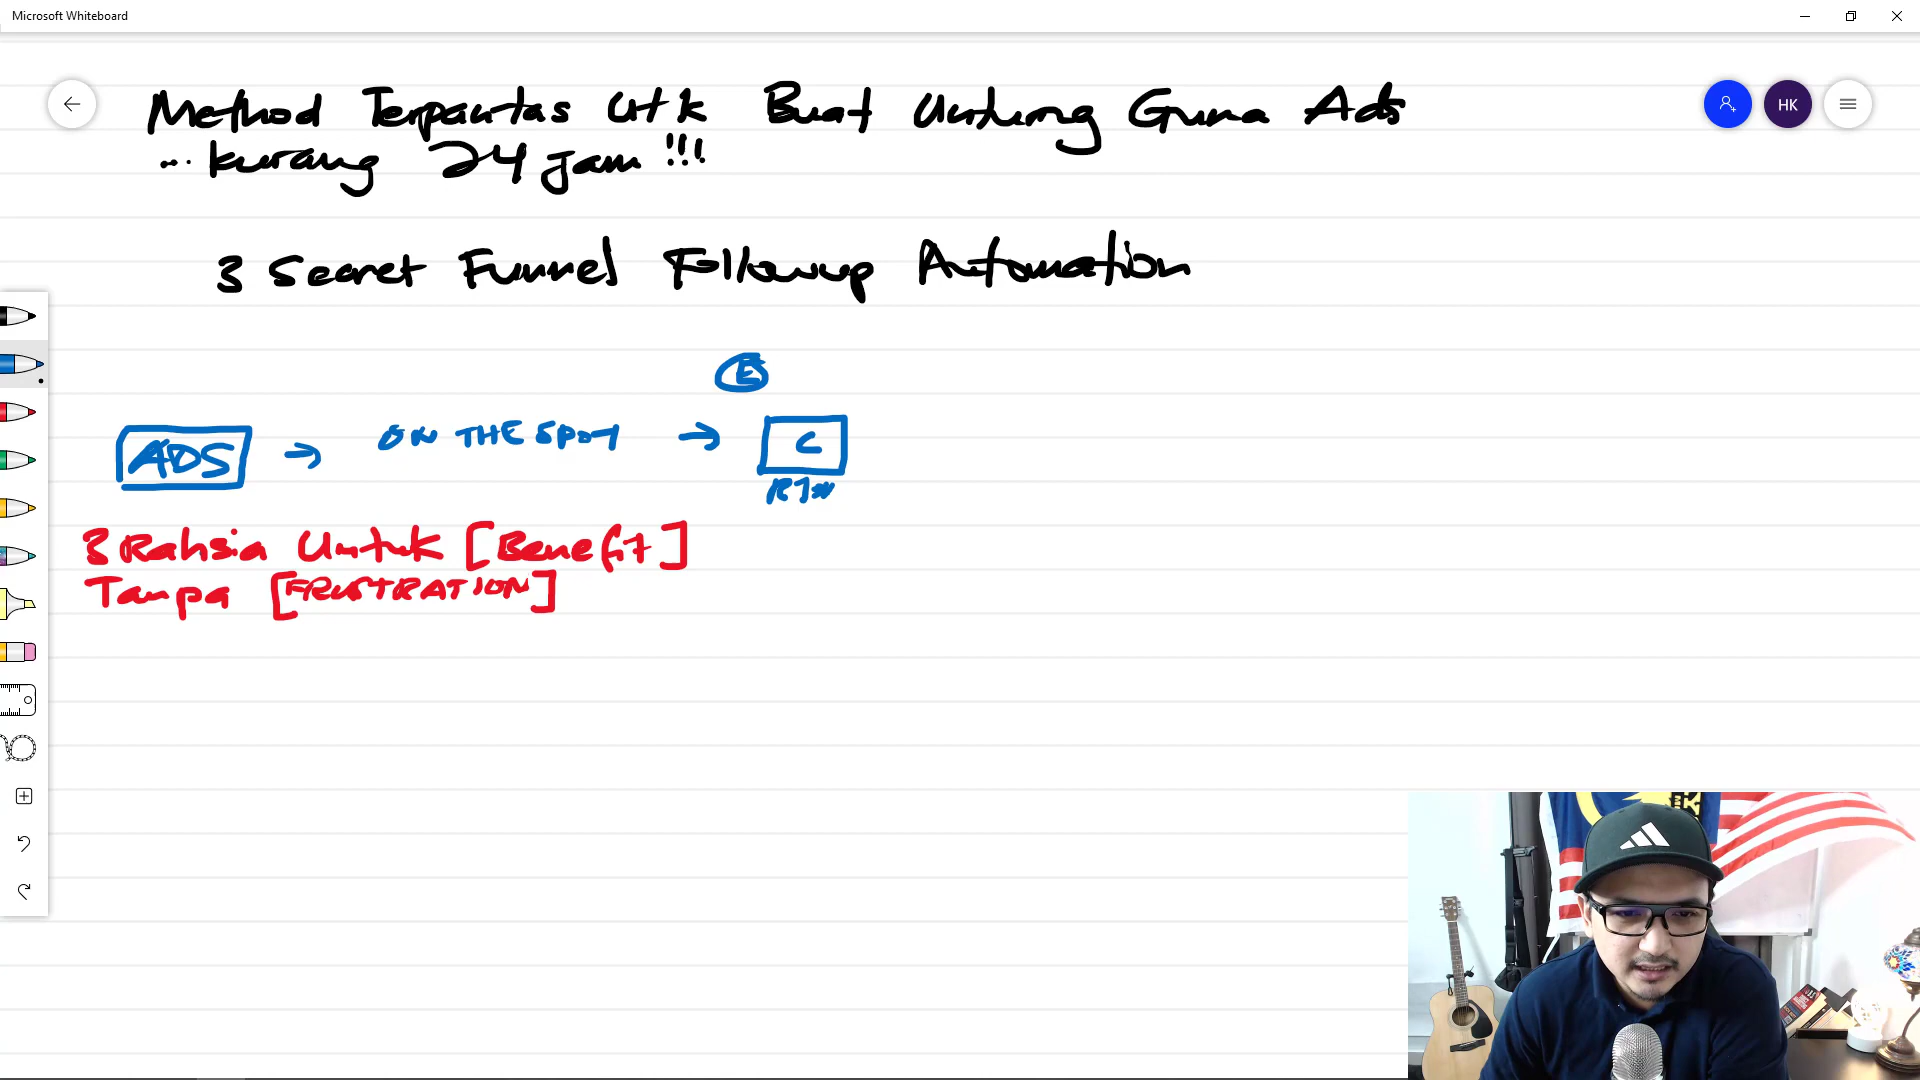 Microsoft Whiteboard
Method Terpantas Utk Buat Untung Guna Ads
... kurang 24 jam !!!
HK
3 Secret Funnel Followup Automation
E
ADS → ON THE SPOT → C
3 Rahsia Untuk [Benefit]
Tanpa [FRUSTRATION]